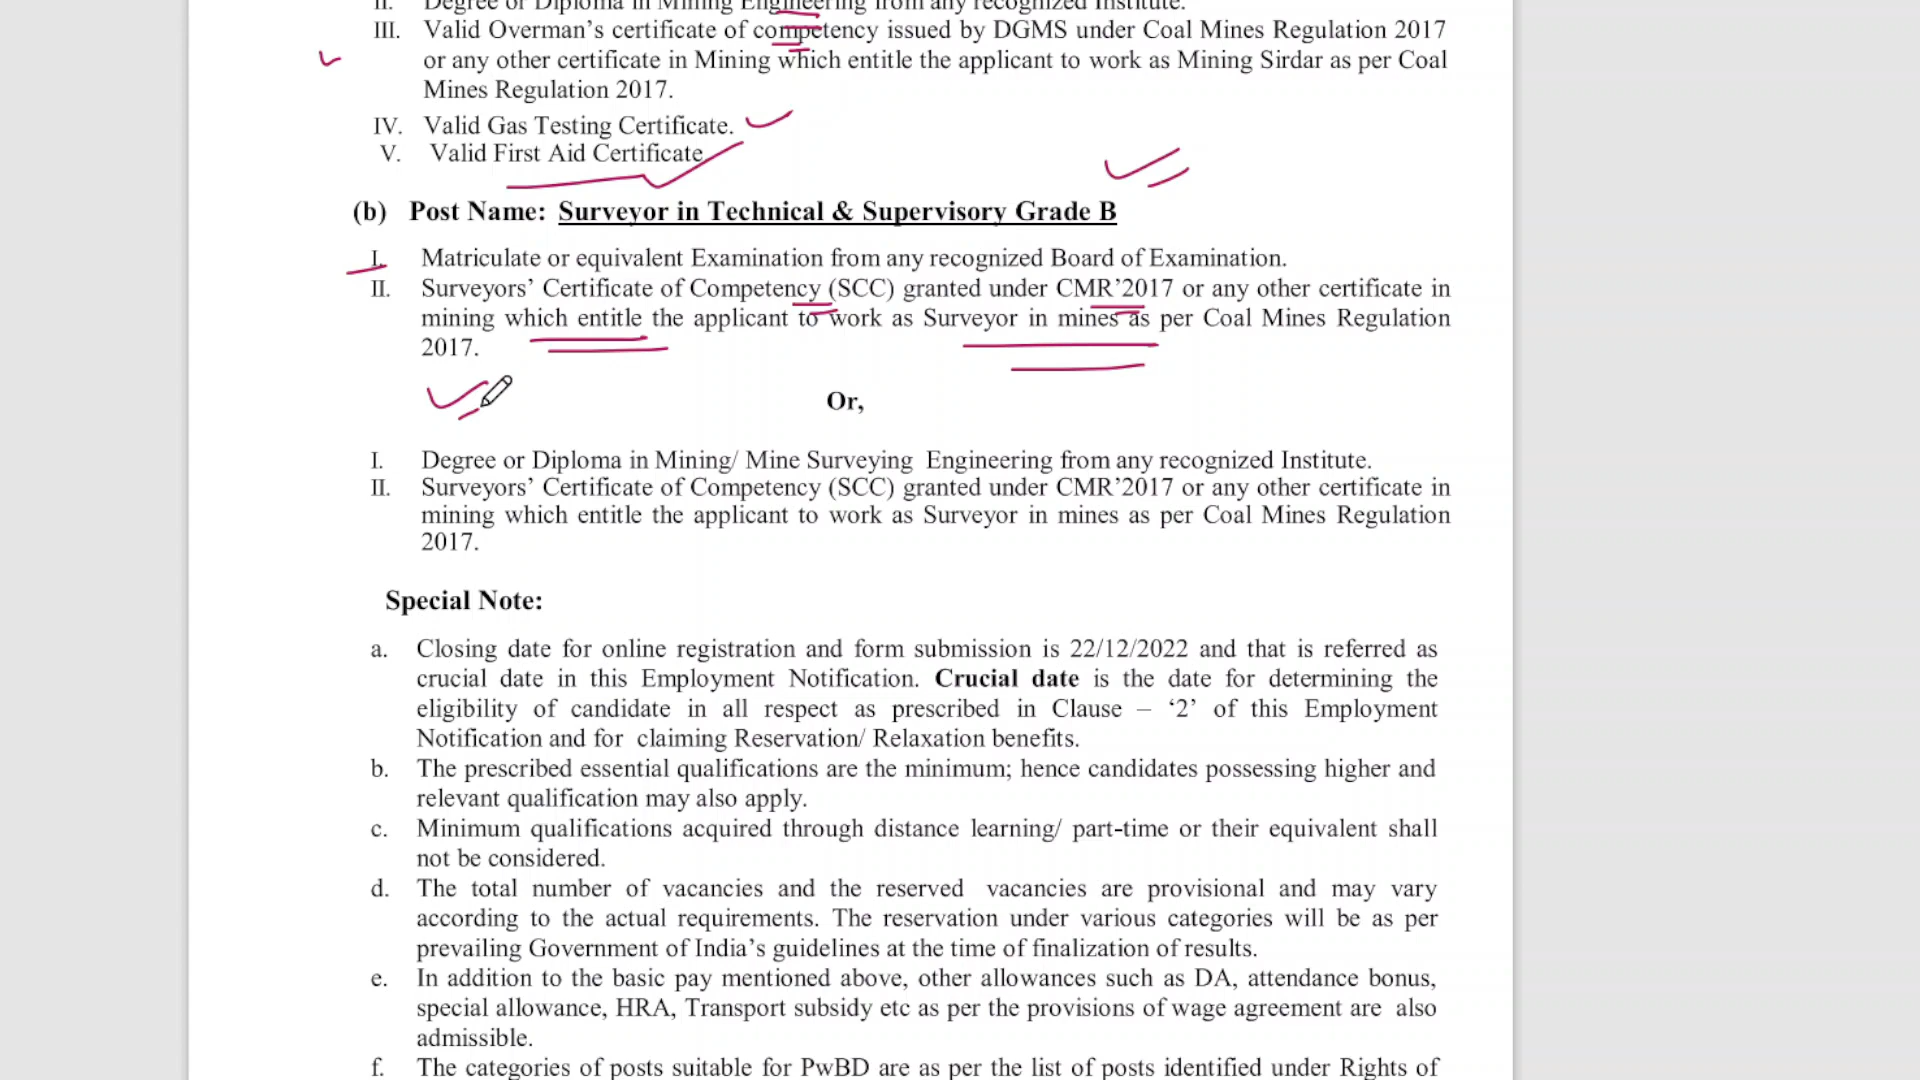 II. Degree or Diploma in Mining Engineering from any recognized Institute.
III. Valid Overman’s certificate of competency issued by DGMS under Coal Mines Regulation 2017
or any other certificate in Mining which entitle the applicant to work as Mining Sirdar as per Coal
Mines Regulation 2017.
IV. Valid Gas Testing Certificate.
V. Valid First Aid Certificate
(b) Post Name: Surveyor in Technical & Supervisory Grade B
I. Matriculate or equivalent Examination from any recognized Board of Examination.
II. Surveyors’ Certificate of Competency (SCC) granted under CMR’2017 or any other certificate in
mining which entitle the applicant to work as Surveyor in mines as per Coal Mines Regulation
2017.
Or,
I. Degree or Diploma in Mining/ Mine Surveying Engineering from any recognized Institute.
II. Surveyors’ Certificate of Competency (SCC) granted under CMR’2017 or any other certificate in
mining which entitle the applicant to work as Surveyor in mines as per Coal Mines Regulation
2017.
Special Note:
a. Closing date for online registration and form submission is 22/12/2022 and that is referred as
crucial date in this Employment Notification. Crucial date is the date for determining the
eligibility of candidate in all respect as prescribed in Clause – ‘2’ of this Employment
Notification and for claiming Reservation/ Relaxation benefits.
b. The prescribed essential qualifications are the minimum; hence candidates possessing higher and
relevant qualification may also apply.
c. Minimum qualifications acquired through distance learning/ part-time or their equivalent shall
not be considered.
d. The total number of vacancies and the reserved vacancies are provisional and may vary
according to the actual requirements. The reservation under various categories will be as per
prevailing Government of India’s guidelines at the time of finalization of results.
e. In addition to the basic pay mentioned above, other allowances such as DA, attendance bonus,
special allowance, HRA, Transport subsidy etc as per the provisions of wage agreement are also
admissible.
f. The categories of posts suitable for PwBD are as per the list of posts identified under Rights of